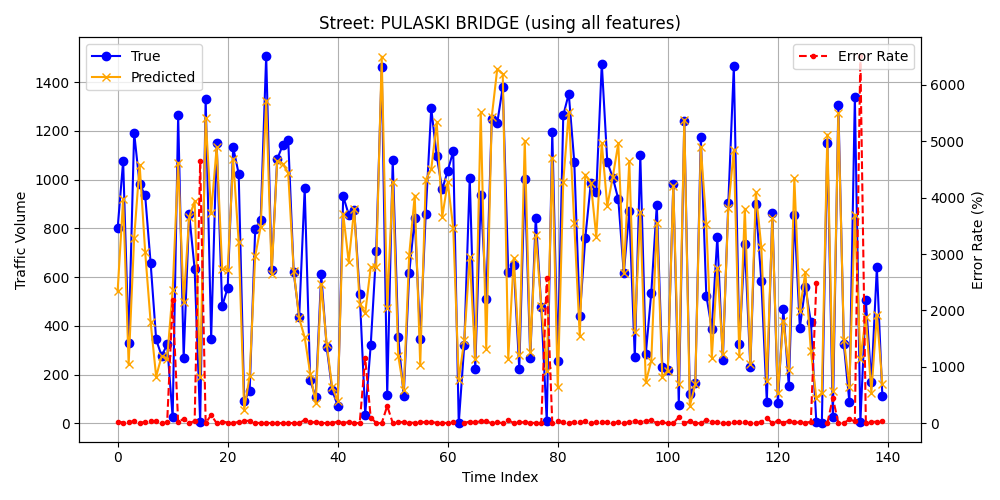 Street: PULASKI BRIDGE (using all features)
True
Predicted
Error Rate
Traffic Volume
1400
1200
1000
800
600
400
200
0
6000
5000
4000
3000
2000
1000
0
Error Rate (%)
0 20 40 60 80 100 120 140
Time Index